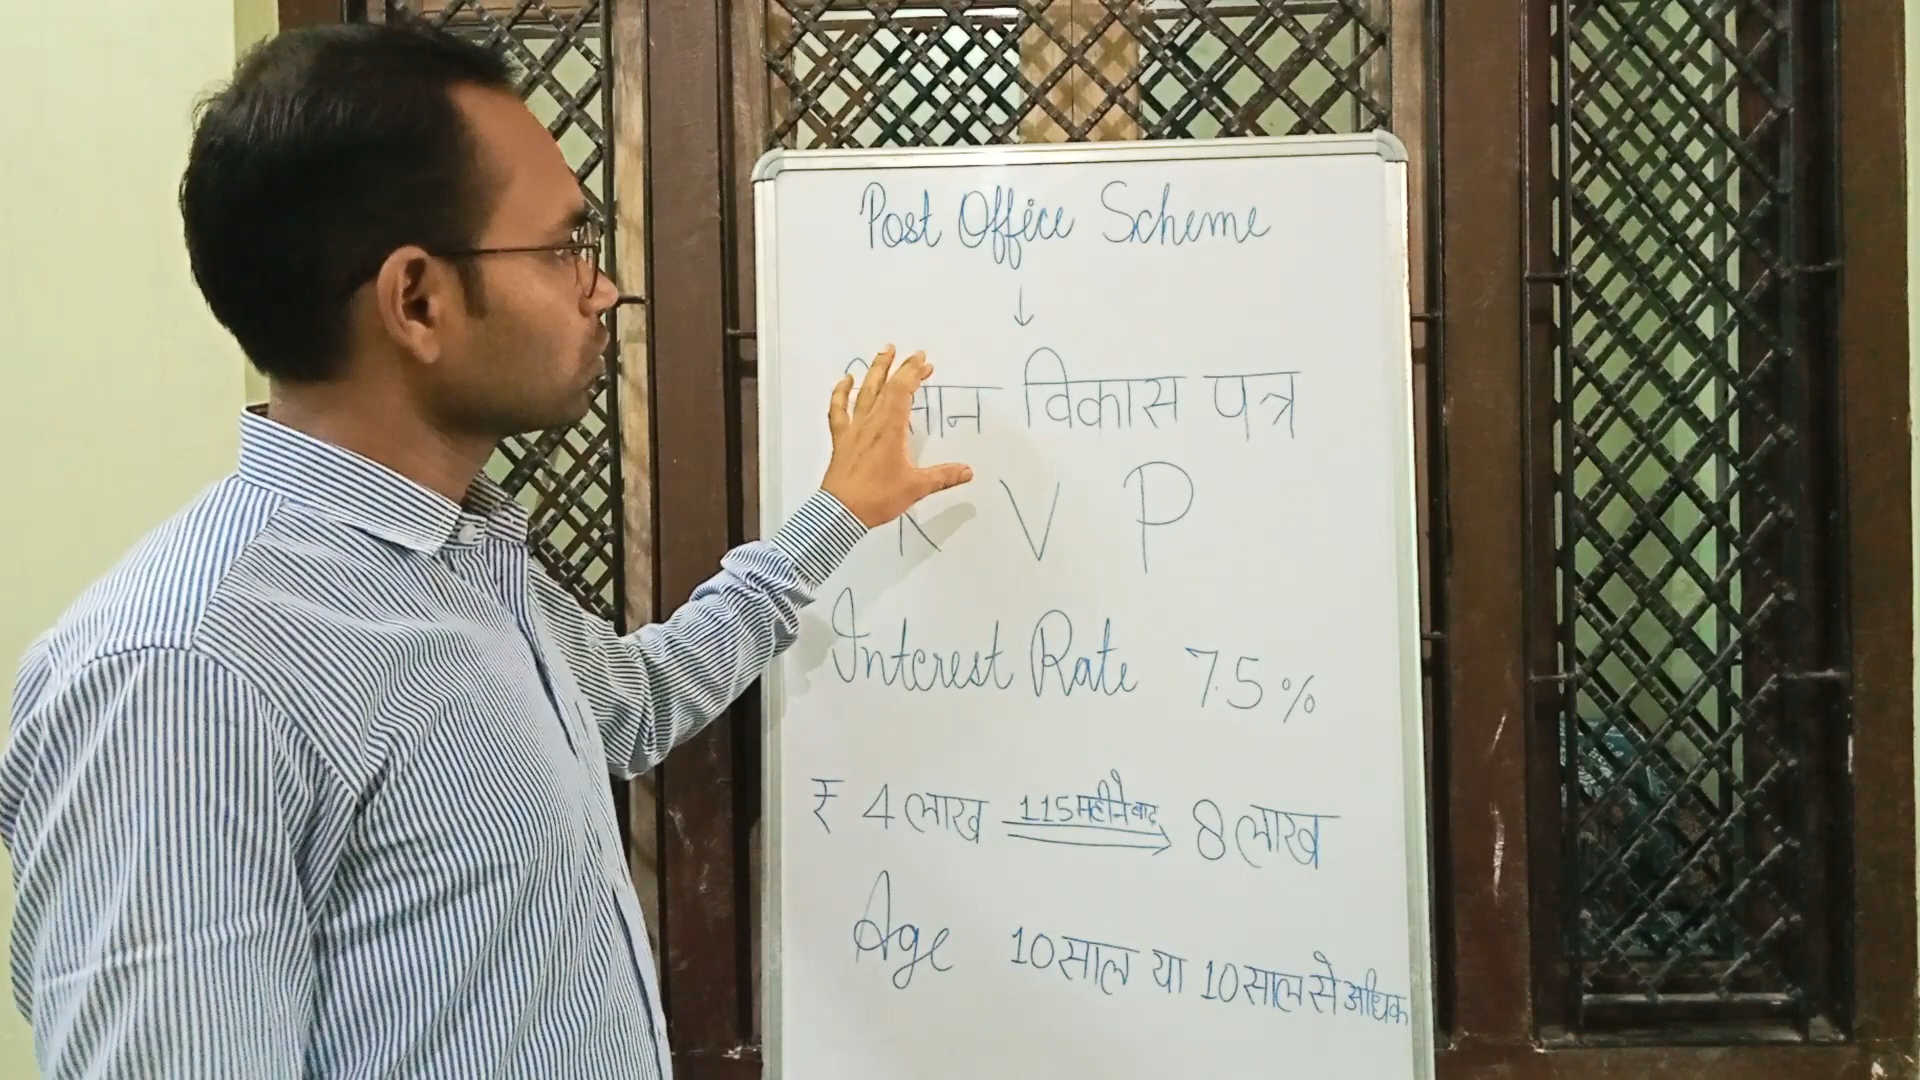 Post Office Scheme
↓
विकास पत्र
K V P
Interest Rate 7.5%
₹ 4 लाख 115 महीने बाद 8 लाख
Age 10 साल या 10 साल से अधिक